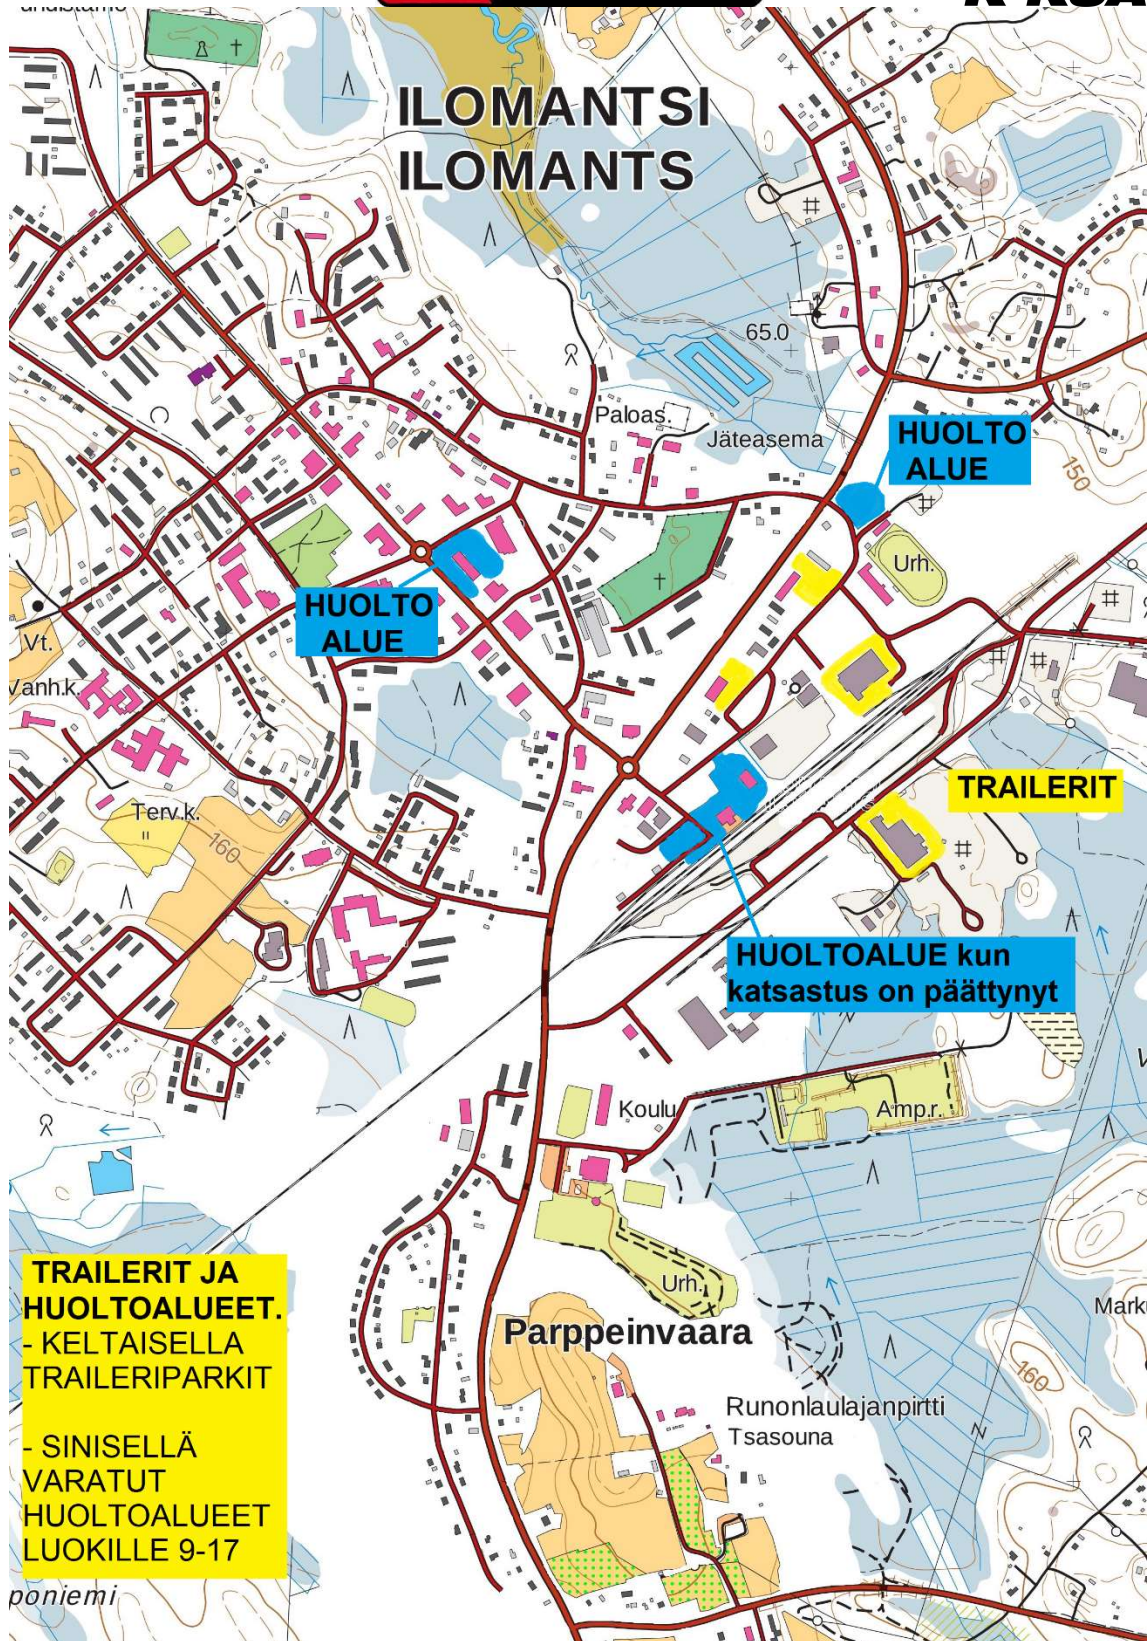 ILOMANTSI
ILOMANTS
65.0
Paloas.
Jäteasema
HUOLTO
ALUE
150
Urh.
HUOLTO
ALUE
Vt.
Vanh.k.
Terv.k.
160
TRAILERIT
HUOLTOALUE kun
katsastus on päättynyt
Koulu
Amp.r.
Urh.
TRAILERIT JA
HUOLTOALUEET.
- KELTAISELLA
TRAILERIPARKIT
- SINISELLÄ
VARATUT
HUOLTOALUEET
LUOKILLE 9-17
Parppeinvaara
160
Runonlaulajanpirtti
Tsasouna
poniemi